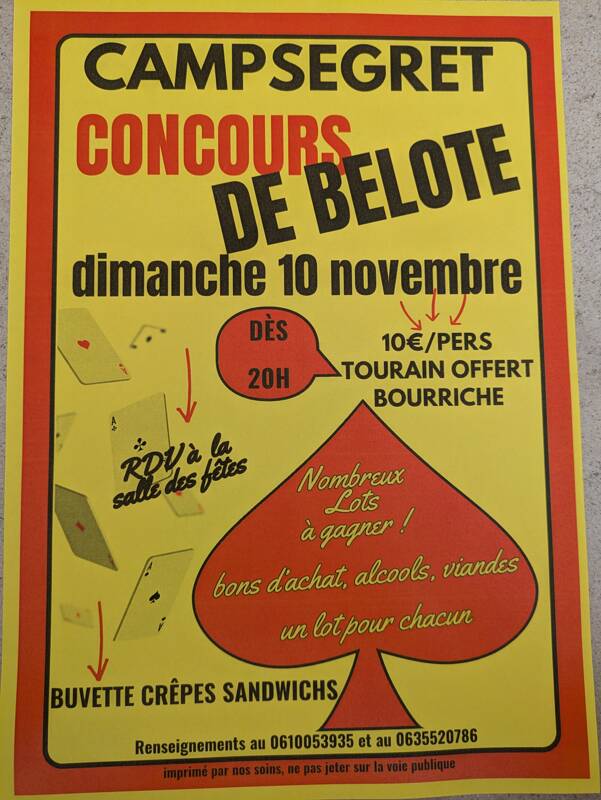 CAMPSEGRET
CONCOURS
DE BELOTE
dimanche 10 novembre
DÈS
20H
10€/PERS
TOURAIN OFFERT
BOURRICHE
RDV à la
salle des fêtes
Nombreux
Lots
à gagner !
bons d'achat, alcools, viandes
un lot pour chacun
BUVETTE CRÊPES SANDWICHS
Renseignements au 0610053935 et au 0635520786
imprimé par nos soins, ne pas jeter sur la voie publique